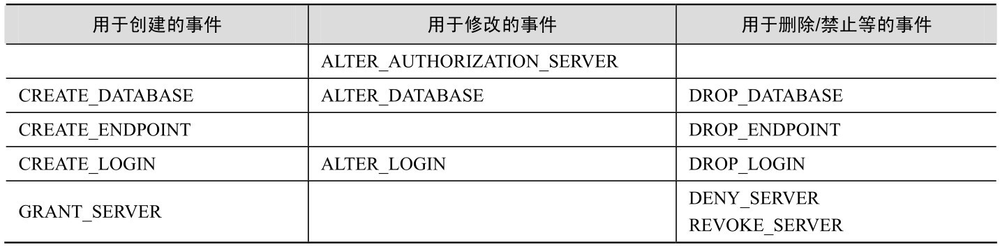 用于创建的事件 用于修改的事件 用于删除/禁止等的事件
ALTER_AUTHORIZATION_SERVER
CREATE_DATABASE ALTER_DATABASE DROP_DATABASE
CREATE_ENDPOINT DROP_ENDPOINT
CREATE_LOGIN ALTER_LOGIN DROP_LOGIN
GRANT_SERVER DENY_SERVER
REVOKE_SERVER